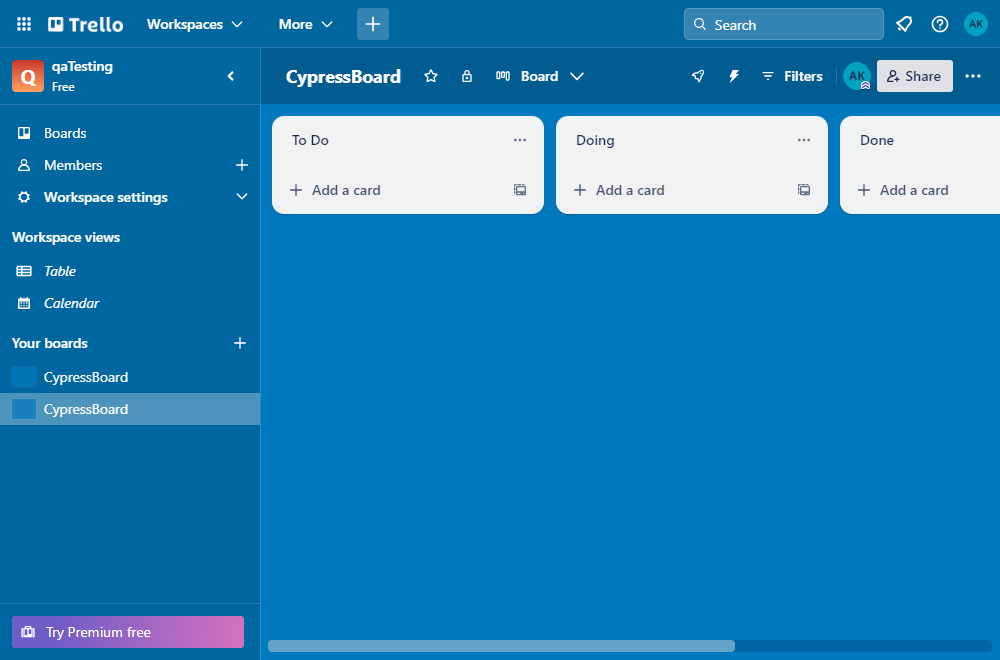 Trello Workspaces More Search AK
Q qaTesting
Free
CypressBoard Board Filters AK Share
Boards
Members
Workspace settings
Workspace views
Table
Calendar
Your boards
CypressBoard
CypressBoard
Try Premium free
To Do
Add a card
Doing
Add a card
Done
Add a card